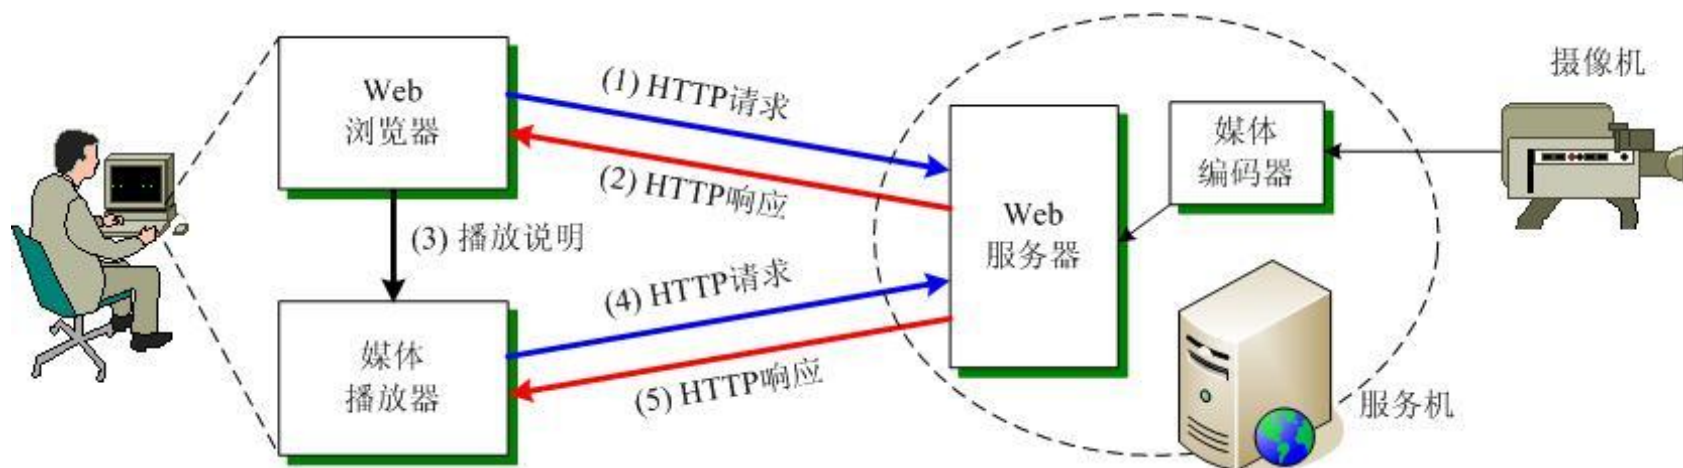 Web
浏览器
(1) HTTP请求
(2) HTTP响应
(3) 播放说明
媒体
播放器
(4) HTTP请求
(5) HTTP响应
Web
服务器
媒体
编码器
摄像机
服务机